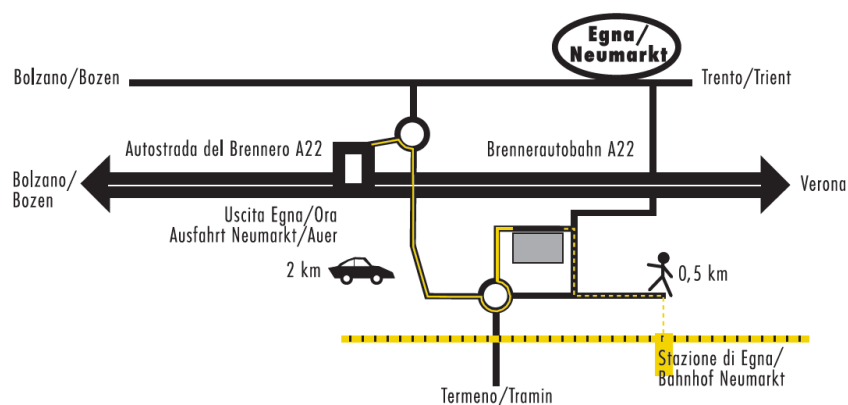 Egna/
Neumarkt
Bolzano/Bozen
Trento/Trient
Autostrada del Brennero A22
Brennerautobahn A22
Bolzano/
Bozen
Verona
Uscita Egna/Ora
Ausfahrt Neumarkt/Auer
2 km
0,5 km
Stazione di Egna/
Bahnhof Neumarkt
Termeno/Tramin